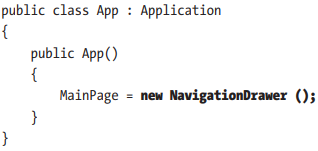 public class App : Application
{
    public App()
    {
        MainPage = new NavigationDrawer ();
    }
}